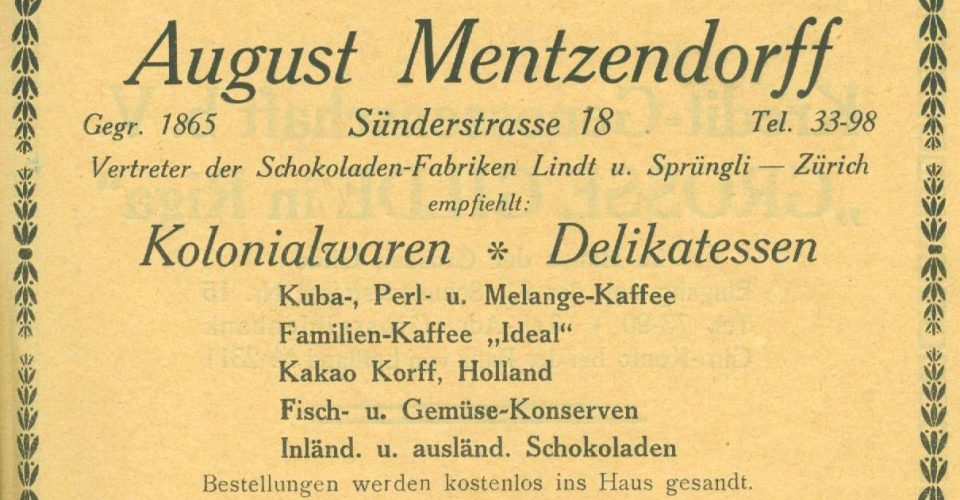 August Mentzendorff
Gegr. 1865 Sünderstrasse 18 Tel. 33-98
Vertreter der Schokoladen-Fabriken Lindt u. Sprüngli — Zürich
empfiehlt:
Kolonialwaren * Delikatessen
Kuba-, Perl- u. Melange-Kaffee
Familien-Kaffee „Ideal“
Kakao Korff, Holland
Fisch- u. Gemüse-Konserven
Inländ. u. ausländ. Schokoladen
Bestellungen werden kostenlos ins Haus gesandt.